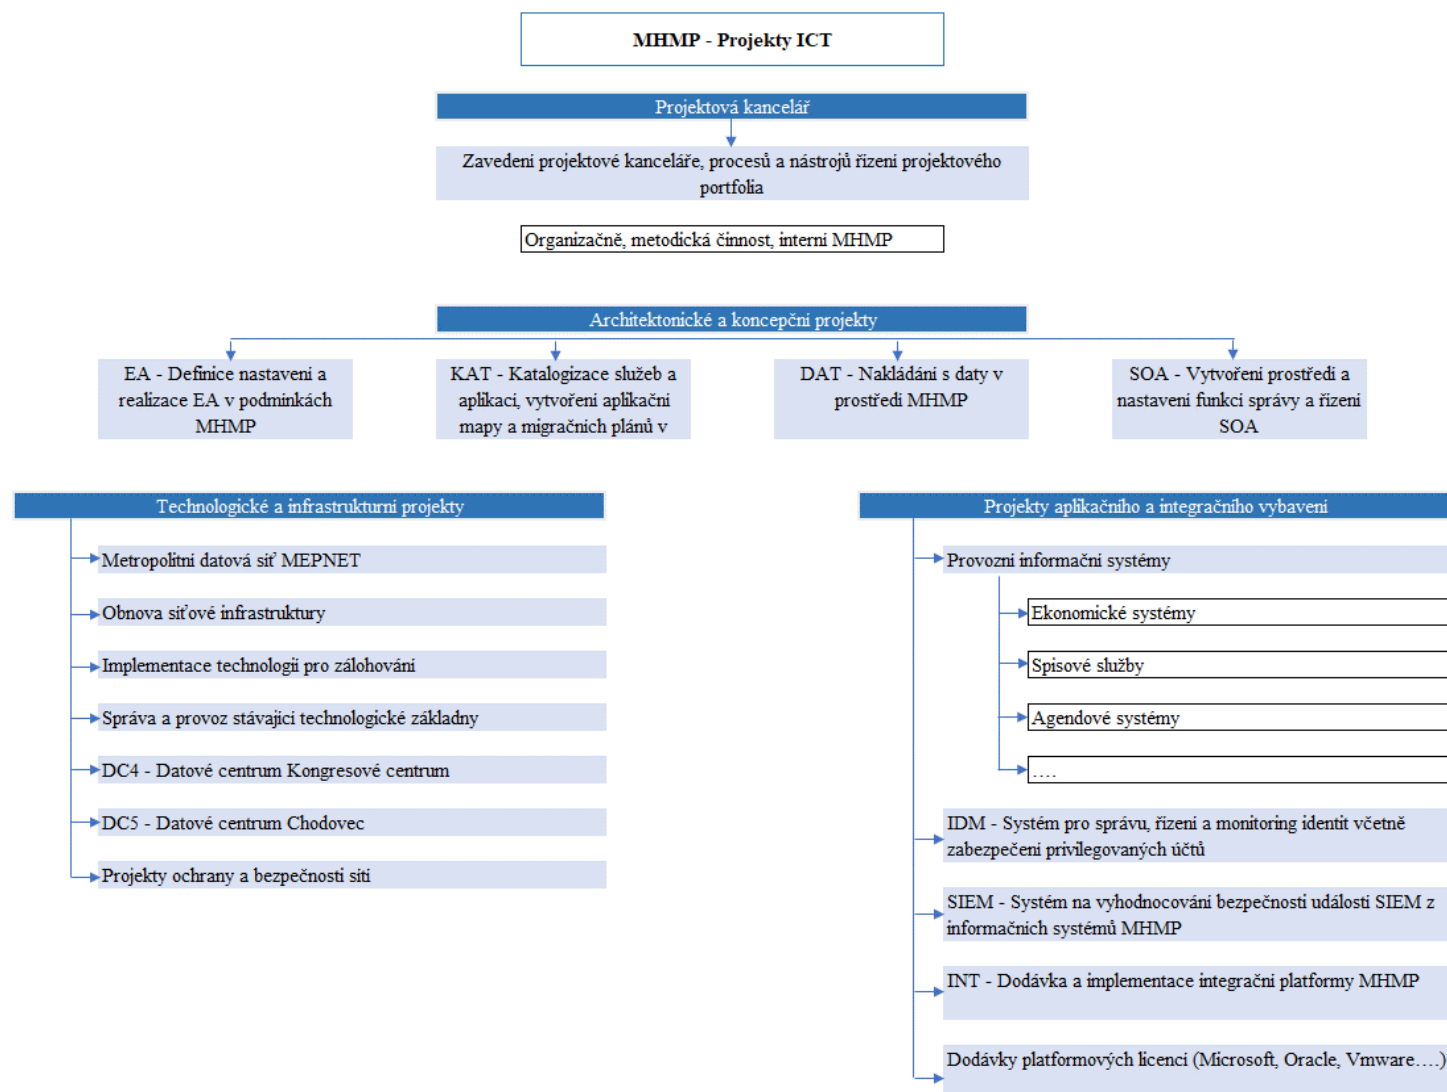 MHMP - Projekty ICT
Projektová kancelář
Zavedení projektové kanceláře, procesů a nástrojů řízení projektového
portfolia
Organizačně, metodická činnost, interní MHMP
Architektonické a koncepční projekty
EA - Definice nastavení a
realizace EA v podmínkách
MHMP
KAT - Katalogizace služeb a
aplikací, vytvoření aplikační
mapy a migračních plánů v
DAT - Nakládání s daty v
prostředí MHMP
SOA - Vytvoření prostředí a
nastavení funkcí správy a řízení
SOA
Technologické a infrastrukturní projekty
Metropolitní datová síť MEPNET
Obnova síťové infrastruktury
Implementace technologií pro zálohování
Správa a provoz stávající technologické základny
DC4 - Datové centrum Kongresové centrum
DC5 - Datové centrum Chodovec
Projekty ochrany a bezpečnosti sítí
Projekty aplikačního a integračního vybavení
Provozní informační systémy
Ekonomické systémy
Spisové služby
Agendové systémy
….
IDM - Systém pro správu, řízení a monitoring identit včetně
zabezpečení privilegovaných účtů
SIEM - Systém na vyhodnocování bezpečnosti událostí SIEM z
informačních systémů MHMP
INT - Dodávka a implementace integrační platformy MHMP
Dodávky platformových licencí (Microsoft, Oracle, Vmware….)